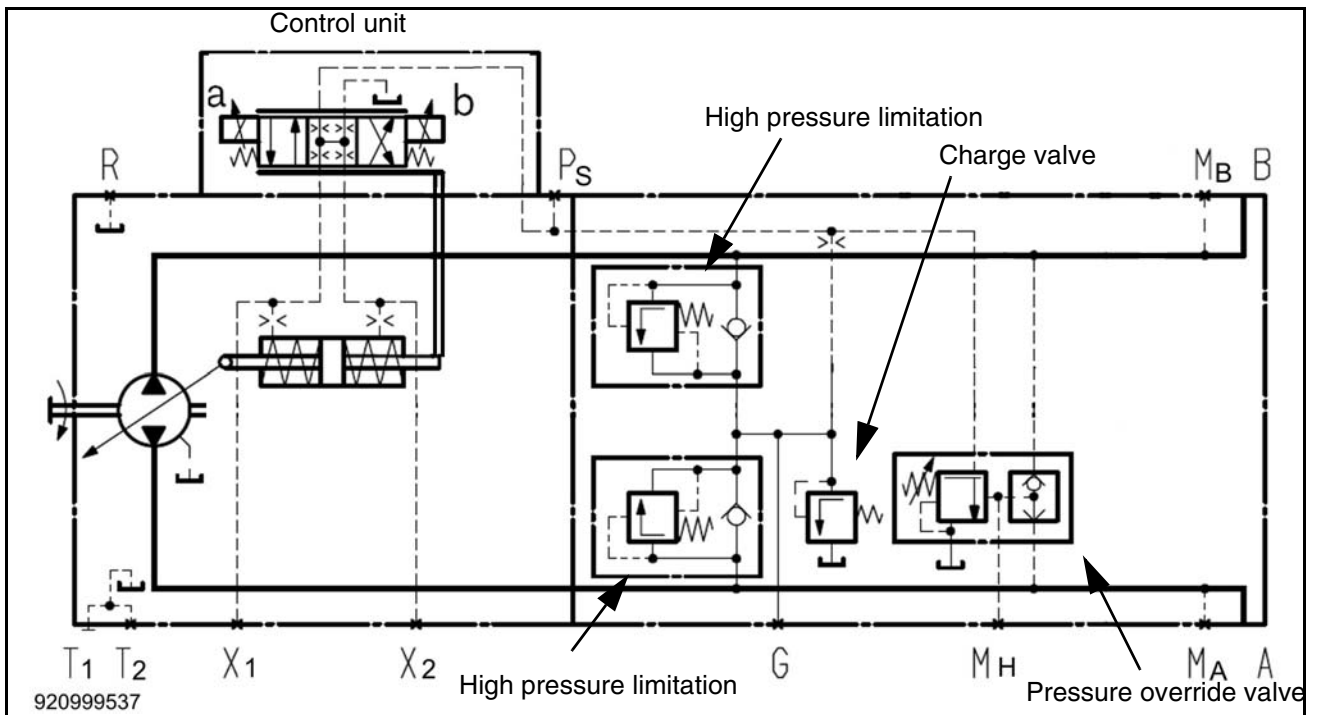 Control unit
a
b
High pressure limitation
Charge valve
R
PS
MB
B
T1
T2
X1
X2
G
MH
MA
A
High pressure limitation
Pressure override valve
920999537